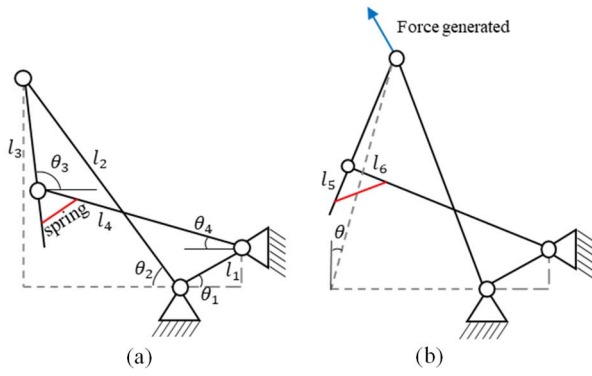 Force generated
l₃
θ₃
l₂
spring
l₄
θ₄
θ₂
l₁
θ₁
l₅
l₆
θ
(a)
(b)